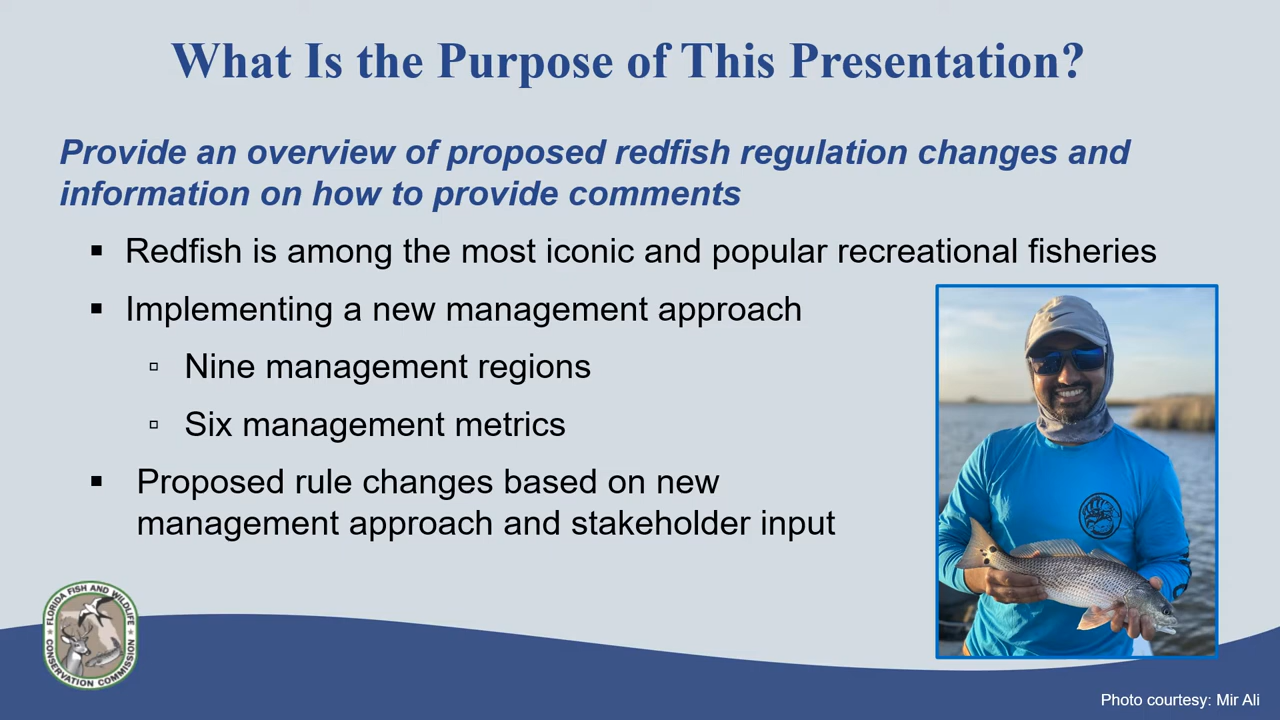 What Is the Purpose of This Presentation?
Provide an overview of proposed redfish regulation changes and
information on how to provide comments
▪ Redfish is among the most iconic and popular recreational fisheries
▪ Implementing a new management approach
▫ Nine management regions
▫ Six management metrics
▪ Proposed rule changes based on new
management approach and stakeholder input
FLORIDA FISH AND WILDLIFE
CONSERVATION COMMISSION
Photo courtesy: Mir Ali